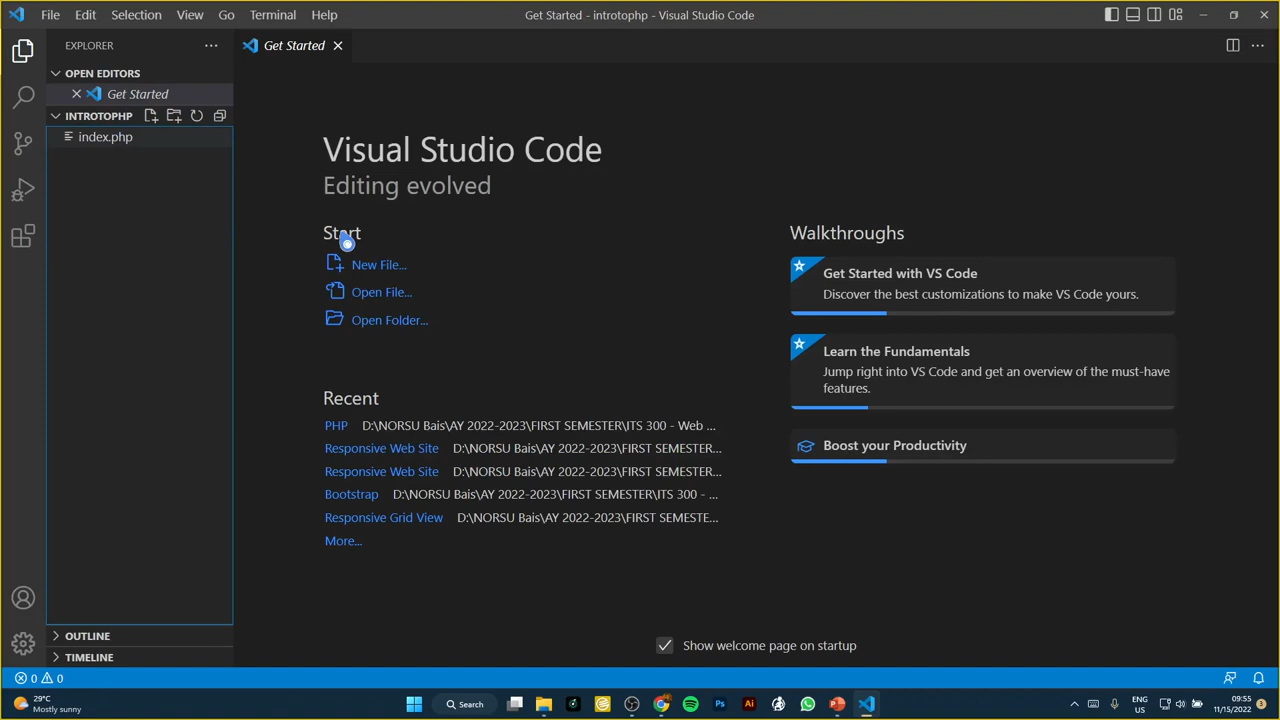 File Edit Selection View Go Terminal Help
Get Started - introtophp - Visual Studio Code
EXPLORER
Get Started
OPEN EDITORS
Get Started
INTROTOPHP
index.php
Visual Studio Code
Editing evolved
Start
New File...
Open File...
Open Folder...
Recent
PHP D:\NORSU Bais\AY 2022-2023\FIRST SEMESTER\ITS 300 - Web ...
Responsive Web Site D:\NORSU Bais\AY 2022-2023\FIRST SEMESTER...
Responsive Web Site D:\NORSU Bais\AY 2022-2023\FIRST SEMESTER...
Bootstrap D:\NORSU Bais\AY 2022-2023\FIRST SEMESTER\ITS 300 - ...
Responsive Grid View D:\NORSU Bais\AY 2022-2023\FIRST SEMESTE...
More...
Walkthroughs
Get Started with VS Code
Discover the best customizations to make VS Code yours.
Learn the Fundamentals
Jump right into VS Code and get an overview of the must-have
features.
Boost your Productivity
Show welcome page on startup
OUTLINE
TIMELINE
0 0
29°C
Mostly sunny
Search
Ps
Ai
ENG
US
09:55
11/15/2022
3